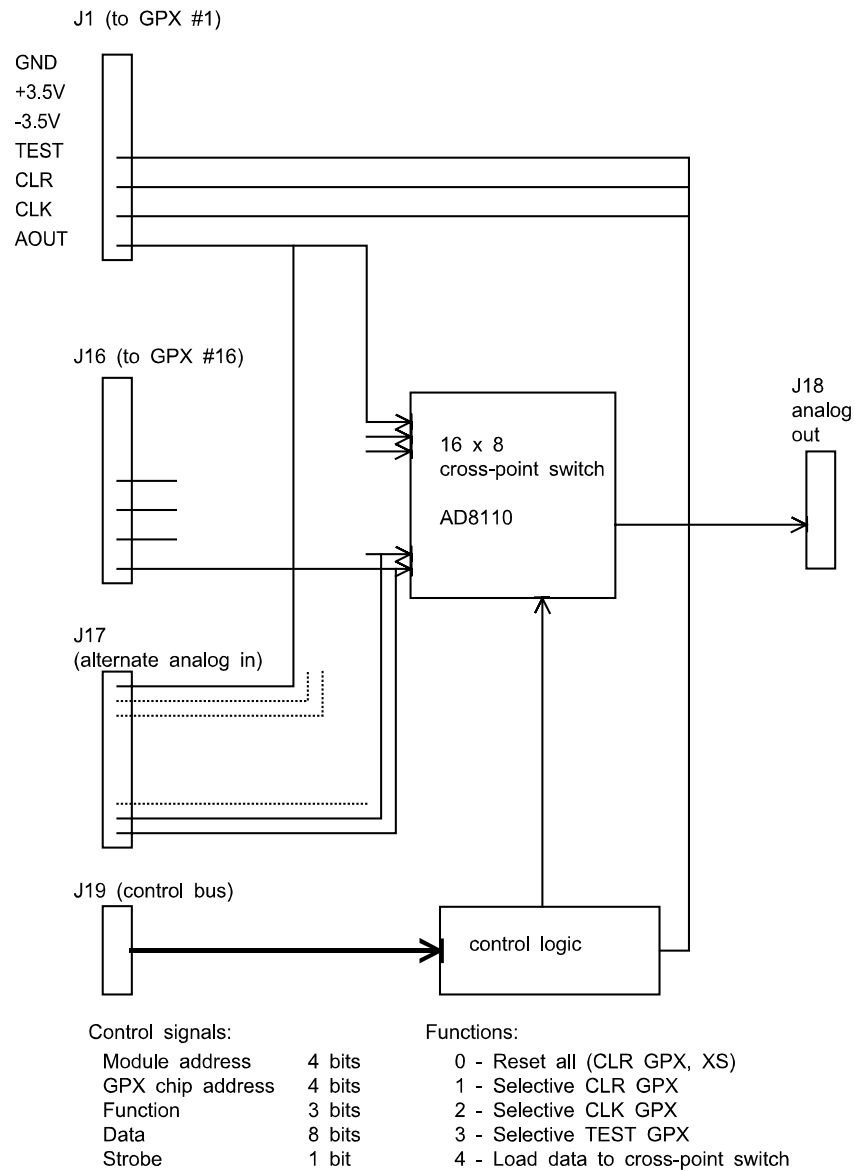 J1 (to GPX #1)
GND
+3.5V
-3.5V
TEST
CLR
CLK
AOUT
J16 (to GPX #16)
J18
analog
out
16 x 8
cross-point switch
AD8110
J17
(alternate analog in)
J19 (control bus)
control logic
Control signals:
Module address 4 bits
GPX chip address 4 bits
Function 3 bits
Data 8 bits
Strobe 1 bit
Functions:
0 - Reset all (CLR GPX, XS)
1 - Selective CLR GPX
2 - Selective CLK GPX
3 - Selective TEST GPX
4 - Load data to cross-point switch